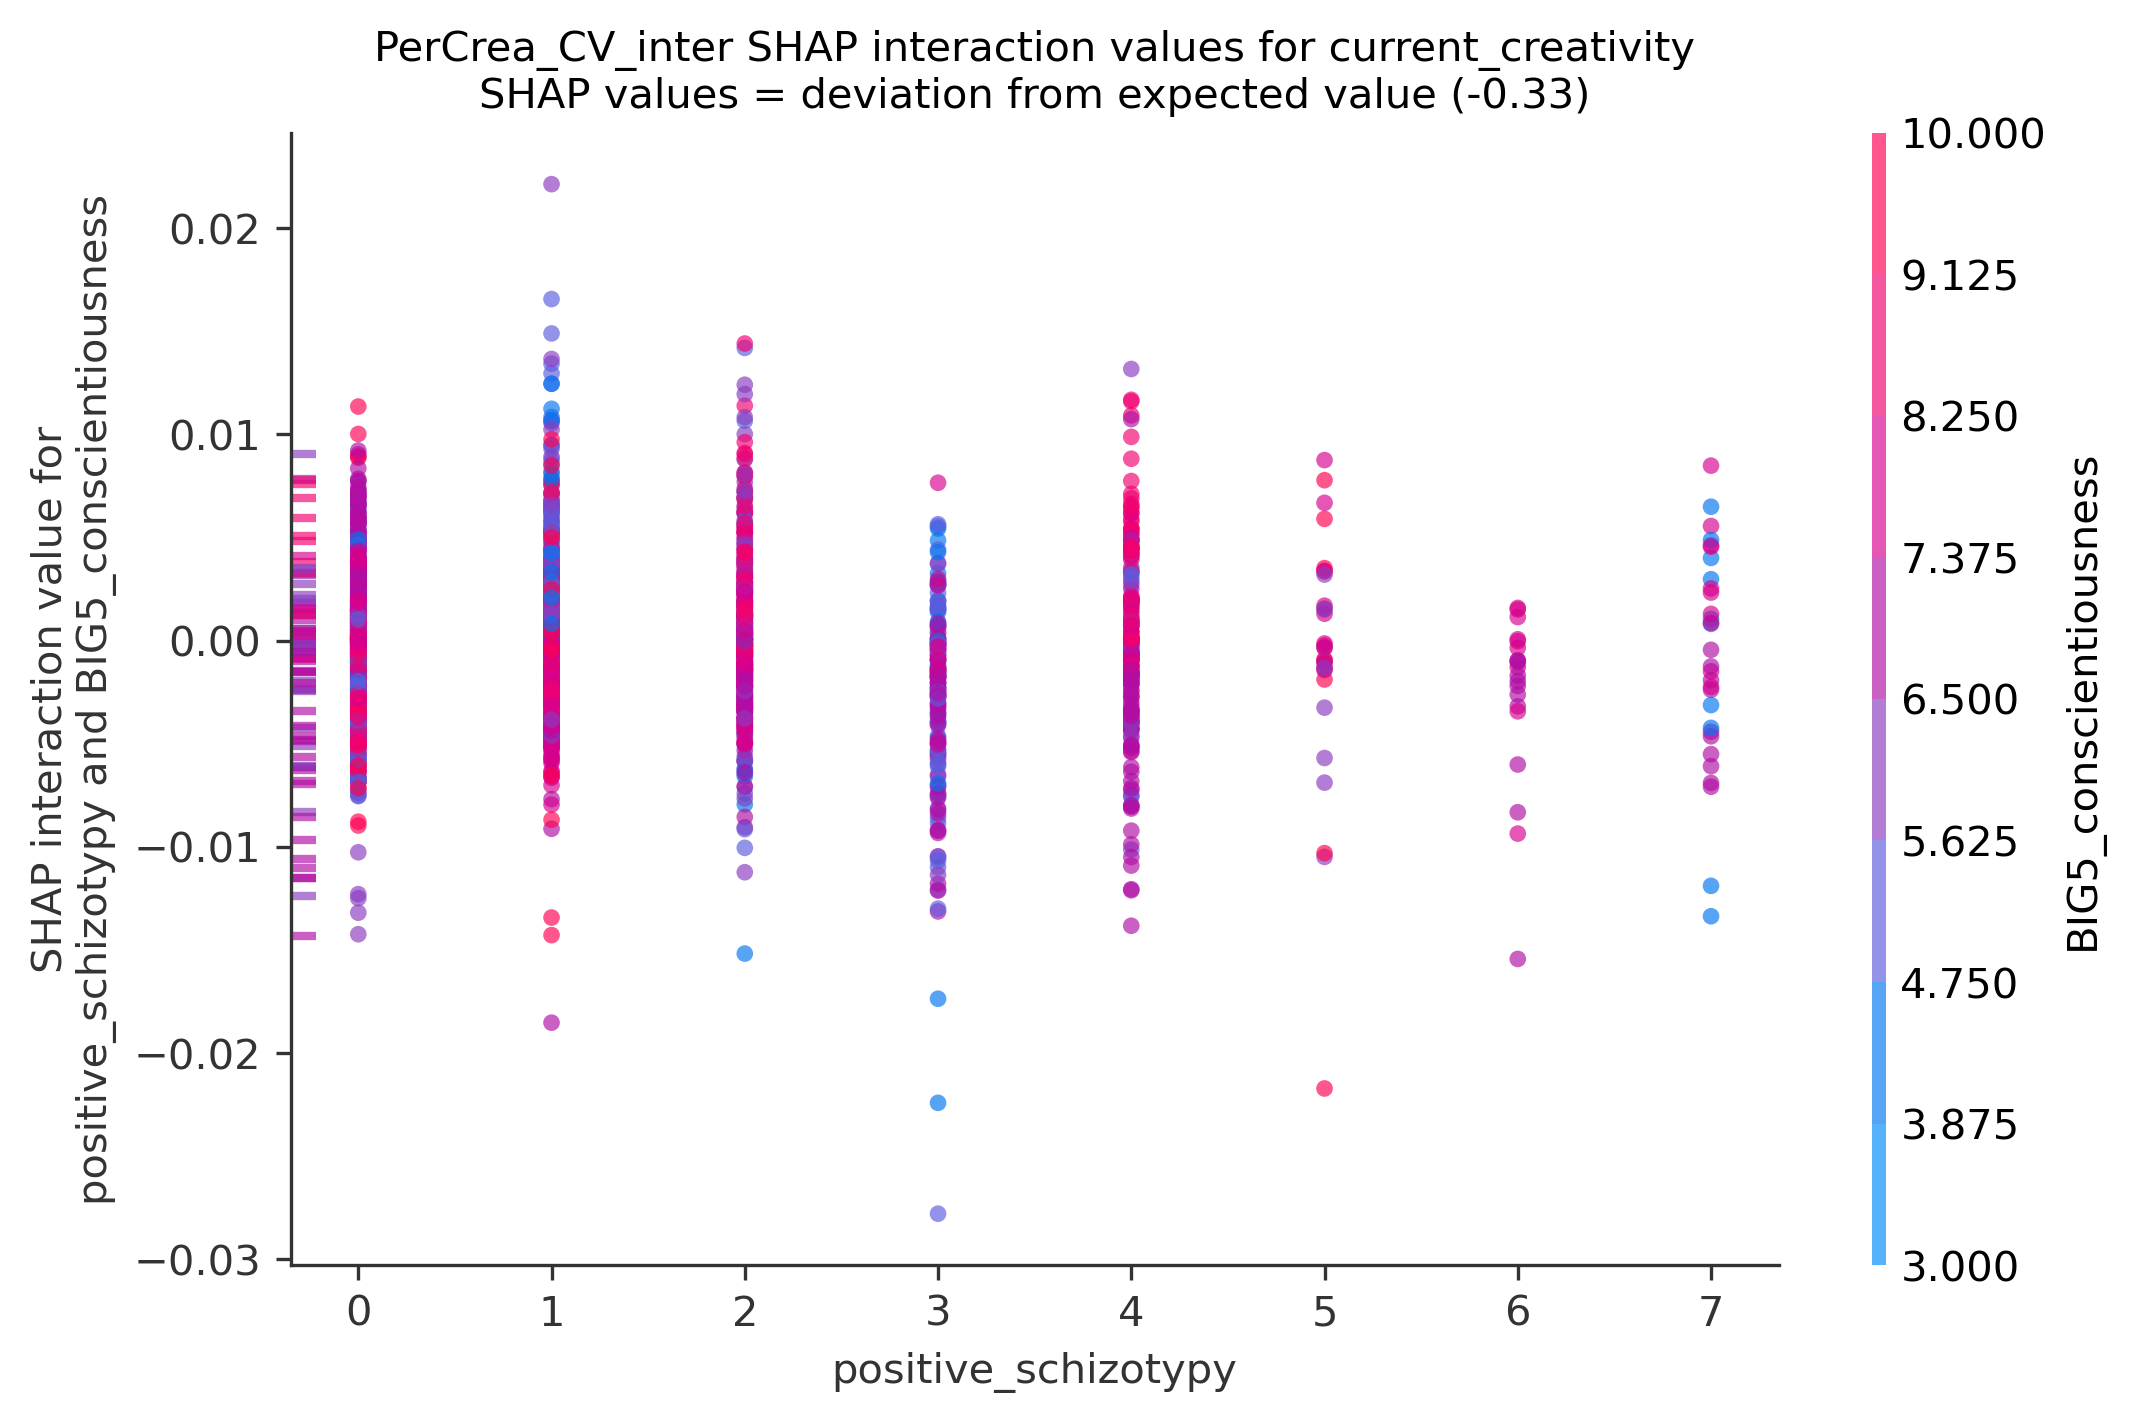 PerCrea_CV_inter SHAP interaction values for current_creativity
SHAP values = deviation from expected value (-0.33)
SHAP interaction value for
positive_schizotypy and BIG5_conscientiousness
0.02
0.01
0.00
−0.01
−0.02
−0.03
0 1 2 3 4 5 6 7
positive_schizotypy
10.000
9.125
8.250
7.375
6.500
5.625
4.750
3.875
3.000
BIG5_conscientiousness